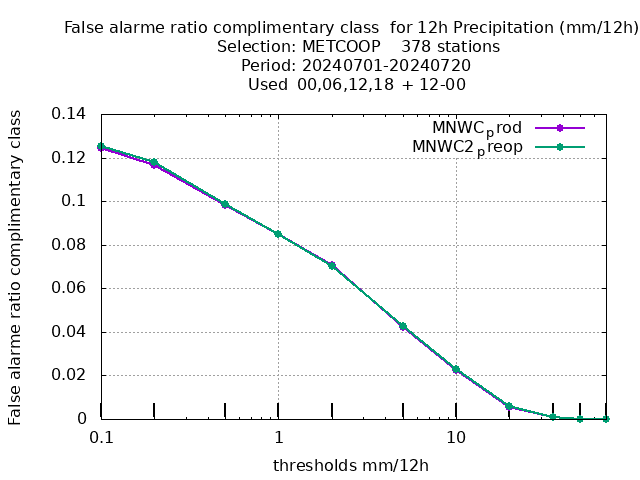 False alarme ratio complimentary class  for 12h Precipitation (mm/12h)
Selection: METCOOP    378 stations
Period: 20240701-20240720
Used  00,06,12,18 + 12-00
False alarme ratio complimentary class
0.14
0.12
0.1
0.08
0.06
0.04
0.02
0
MNWCprod
MNWC2preop
0.1 1 10
thresholds mm/12h